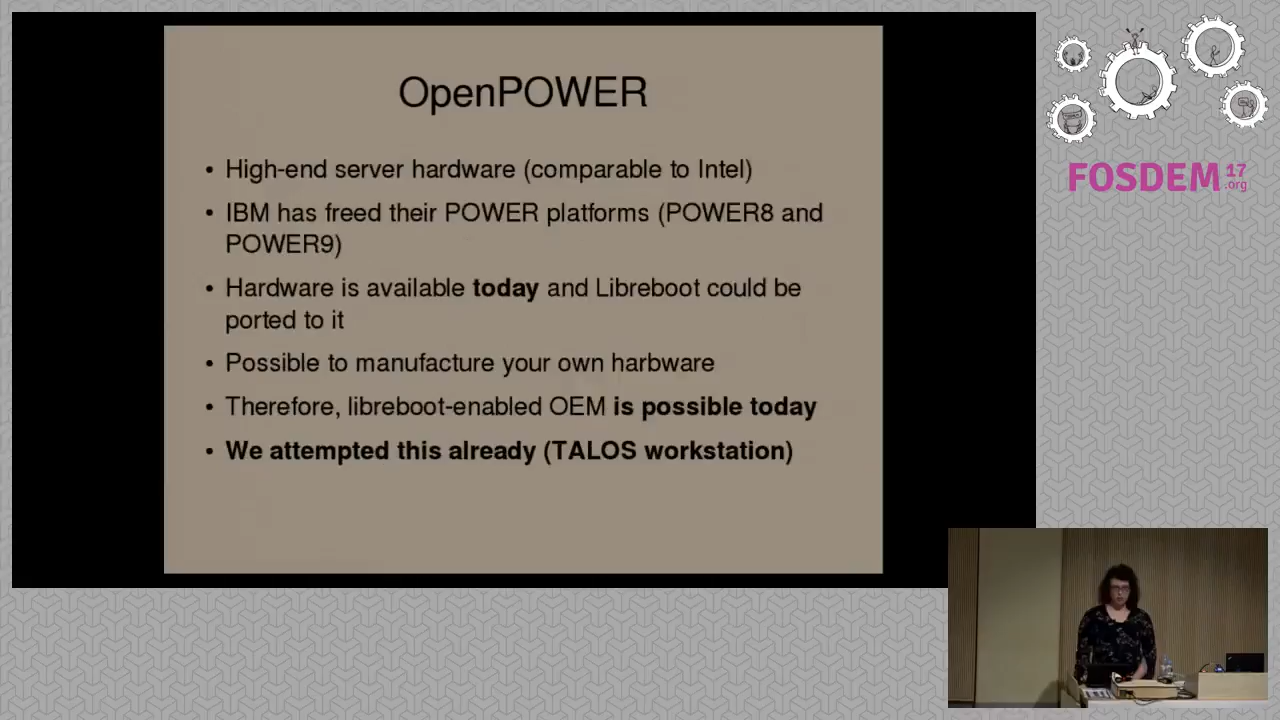 OpenPOWER
• High-end server hardware (comparable to Intel)
• IBM has freed their POWER platforms (POWER8 and
POWER9)
• Hardware is available today and Libreboot could be
ported to it
• Possible to manufacture your own harbware
• Therefore, libreboot-enabled OEM is possible today
• We attempted this already (TALOS workstation)
FOSDEM 17
.org